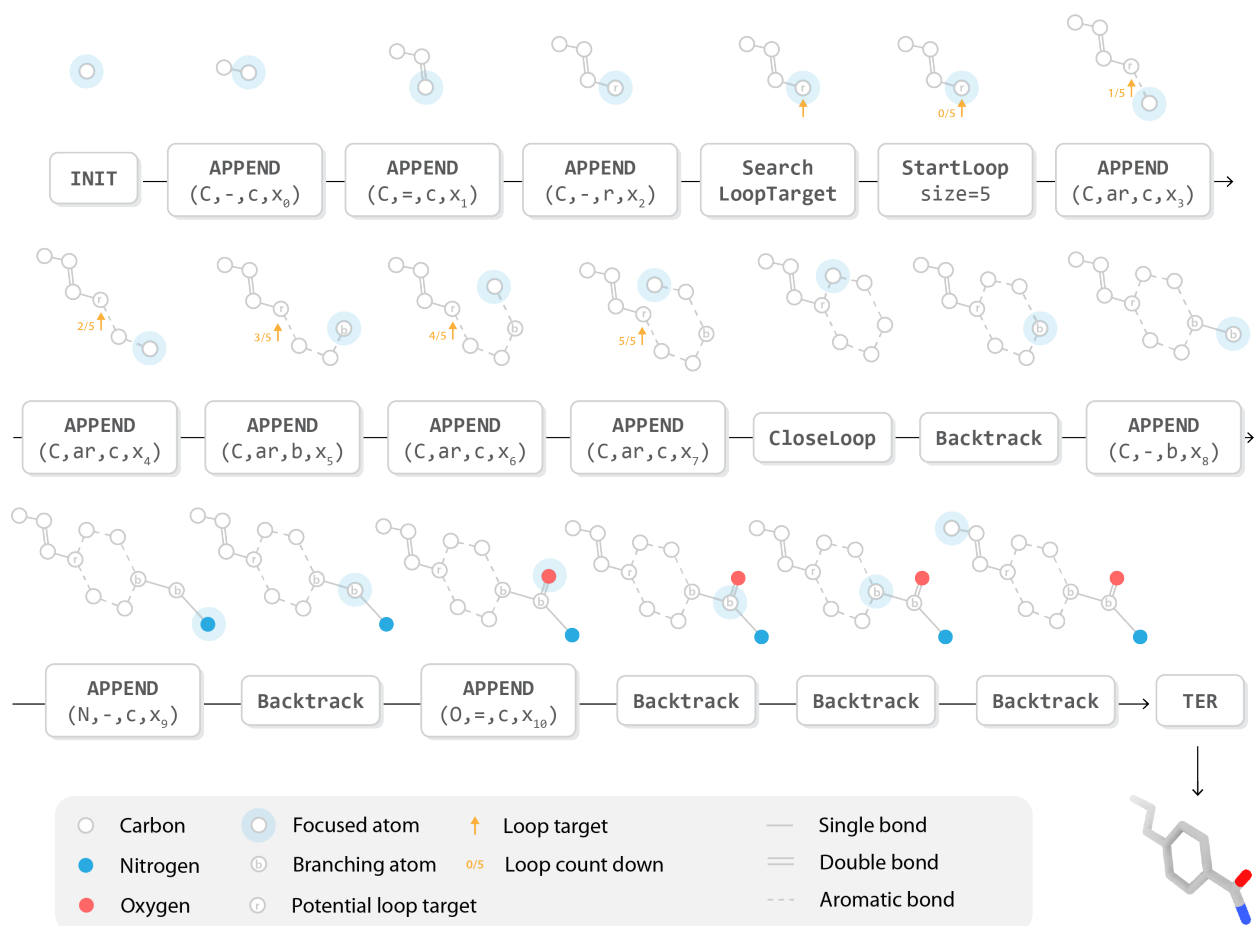 r
r
r
r
1/5
0/5
INIT
APPEND
(C,-,c,x₀)
APPEND
(C,=,c,x₁)
APPEND
(C,-,r,x₂)
Search
LoopTarget
StartLoop
size=5
APPEND
(C,ar,c,x₃)
r
2/5
r
b
3/5
r
b
4/5
r
b
5/5
r
r
b
r
b
b
APPEND
(C,ar,c,x₄)
APPEND
(C,ar,b,x₅)
APPEND
(C,ar,c,x₆)
APPEND
(C,ar,c,x₇)
CloseLoop
Backtrack
APPEND
(C,-,b,x₈)
r
b
b
r
b
b
r
b
b
r
b
b
r
b
b
r
b
b
APPEND
(N,-,c,x₉)
Backtrack
APPEND
(O,=,c,x₁₀)
Backtrack
Backtrack
Backtrack
TER
Carbon
Focused atom
Loop target
Single bond
Nitrogen
b
Branching atom
0/5
Loop count down
Double bond
Oxygen
r
Potential loop target
Aromatic bond